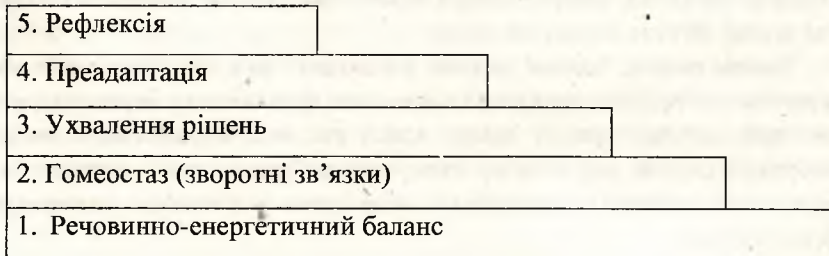 5. Рефлексія
4. Преадаптація
3. Ухвалення рішень
2. Гомеостаз (зворотні зв’язки)
1. Речовинно-енергетичний баланс